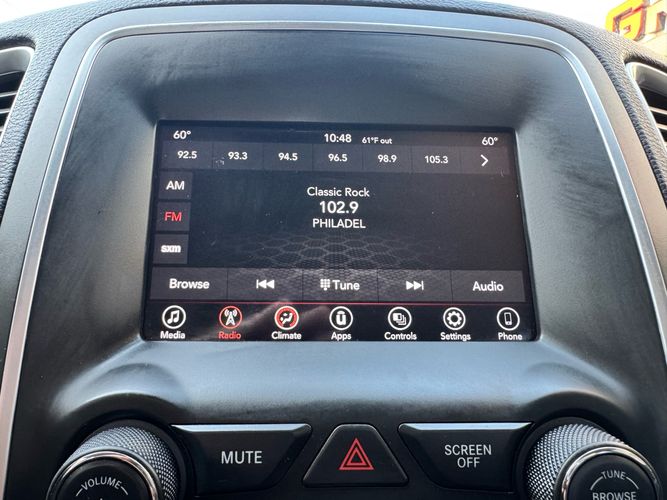 60° 10:48 61°F out 60°
92.5 93.3 94.5 96.5 98.9 105.3
AM
FM
sxm
Classic Rock
102.9
PHILADEL
Browse Tune Audio
Media Radio Climate Apps Controls Settings Phone
MUTE
SCREEN
OFF
VOLUME
TUNE
BROWSE